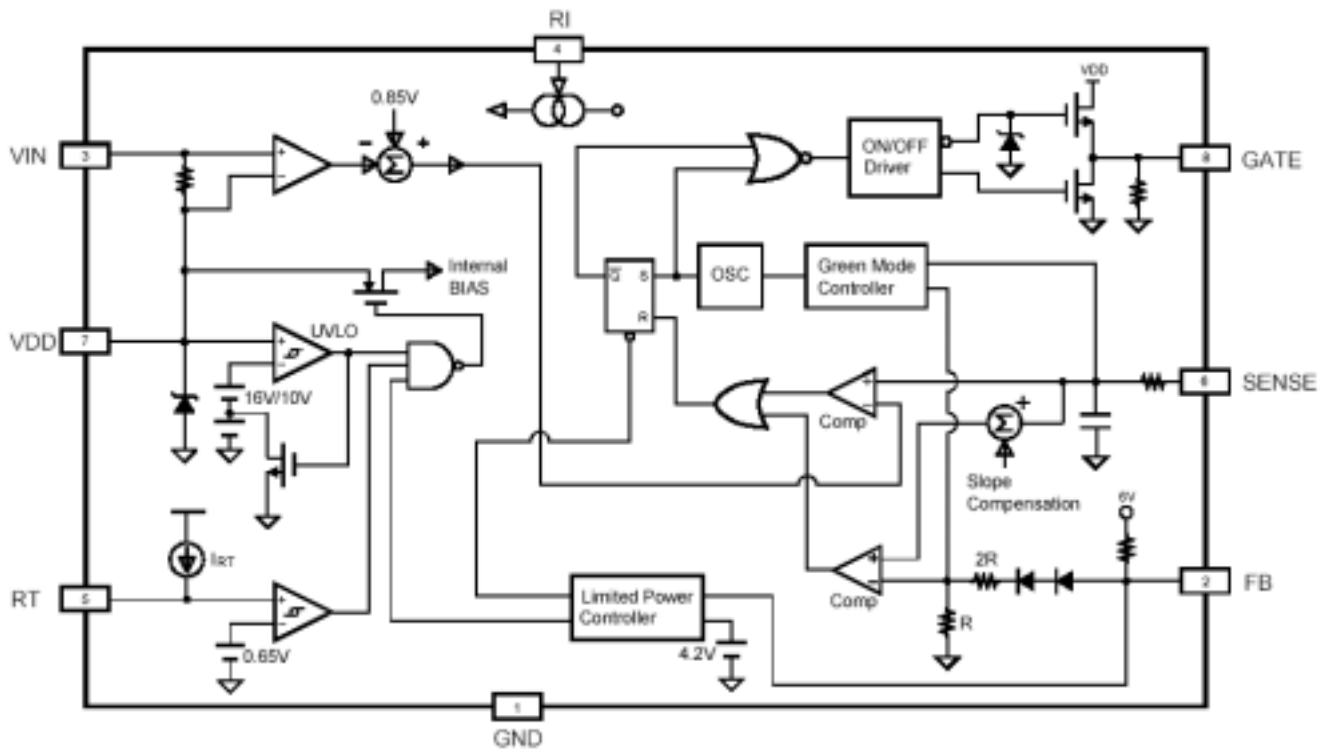 RI
4
VDD
0.85V
- +
Σ
VIN
3
+
-
ON/OFF
Driver
8
GATE
Internal
BIAS
Q
S
R
OSC
Green Mode
Controller
VDD
7
UVLO
+
-
16V/10V
+
-
Comp
6
SENSE
Σ
+
Slope
Compensation
6V
IRT
RT
5
+
-
0.65V
Limited Power
Controller
4.2V
+
-
Comp
2R
R
2
FB
1
GND